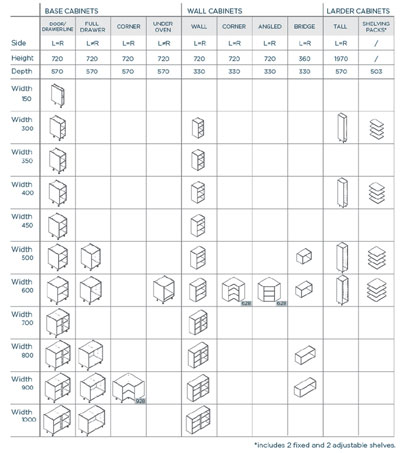 BASE CABINETS WALL CABINETS LARDER CABINETS
DOOR/ FULL CORNER UNDER WALL CORNER ANGLED BRIDGE TALL SHELVING
DRAWERLINE DRAWER OVEN PACKS*
Side L=R L≠R L=R L≠R L=R L=R L=R L=R L=R /
Height 720 720 720 720 720 720 720 360 1970 /
Depth 570 570 570 570 330 330 330 330 570 503
Width
150
Width
300
Width
350
Width
400
Width
450
Width
500
Width
600
628 628
Width
700
Width
800
Width
900
928
Width
1000
*includes 2 fixed and 2 adjustable shelves.